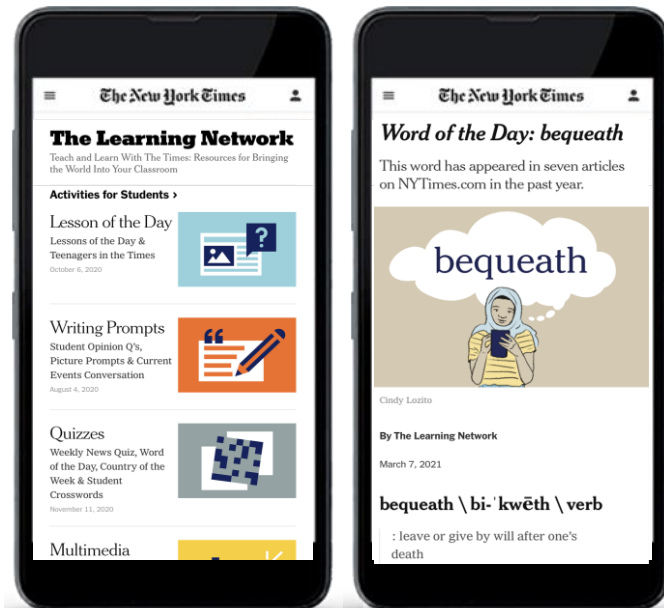 The New York Times
The Learning Network
Teach and Learn With The Times: Resources for Bringing
the World Into Your Classroom
Activities for Students ›
Lesson of the Day
Lessons of the Day &
Teenagers in the Times
October 6, 2020
?
Writing Prompts
Student Opinion Q's,
Picture Prompts & Current
Events Conversation
August 4, 2020
“
Quizzes
Weekly News Quiz, Word
of the Day, Country of the
Week & Student
Crosswords
November 11, 2020
Multimedia
The New York Times
Word of the Day: bequeath
This word has appeared in seven articles
on NYTimes.com in the past year.
bequeath
Cindy Lozito
By The Learning Network
March 7, 2021
bequeath \ bi-ˈkwēth \ verb
: leave or give by will after one’s
death